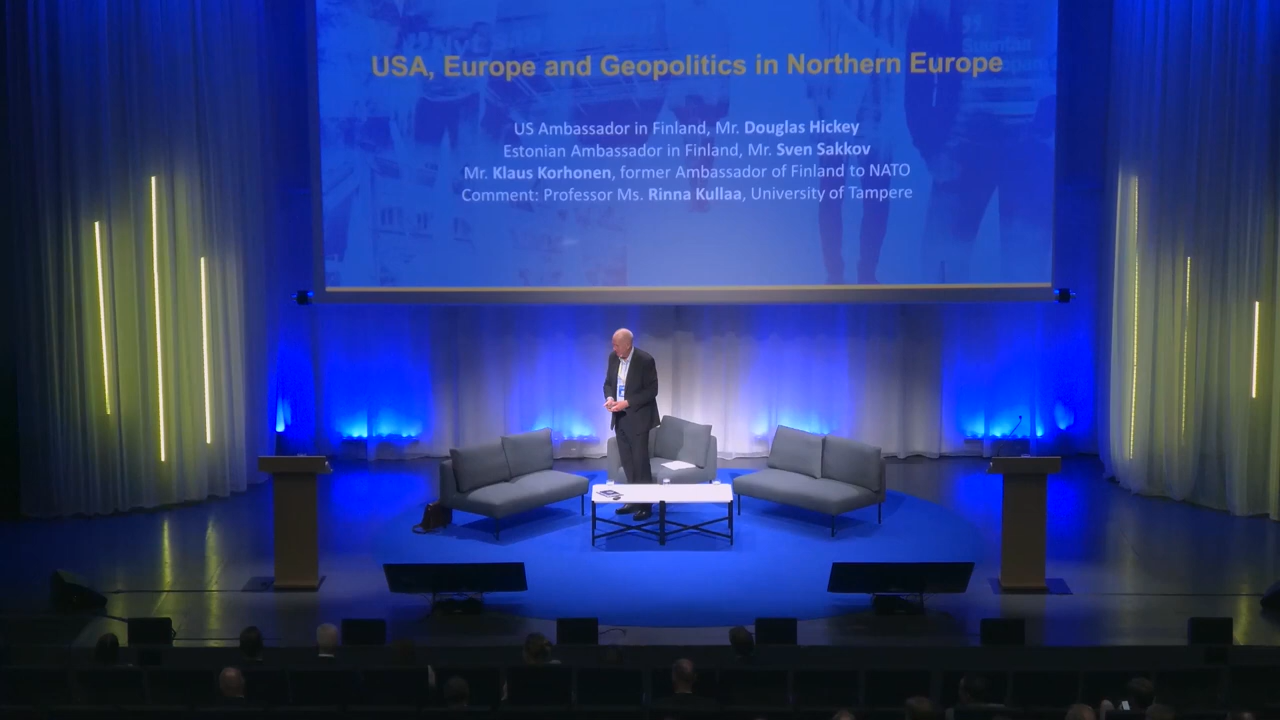 USA, Europe and Geopolitics in Northern Europe
US Ambassador in Finland, Mr. Douglas Hickey
Estonian Ambassador in Finland, Mr. Sven Sakkov
Mr. Klaus Korhonen, former Ambassador of Finland to NATO
Comment: Professor Ms. Rinna Kullaa, University of Tampere